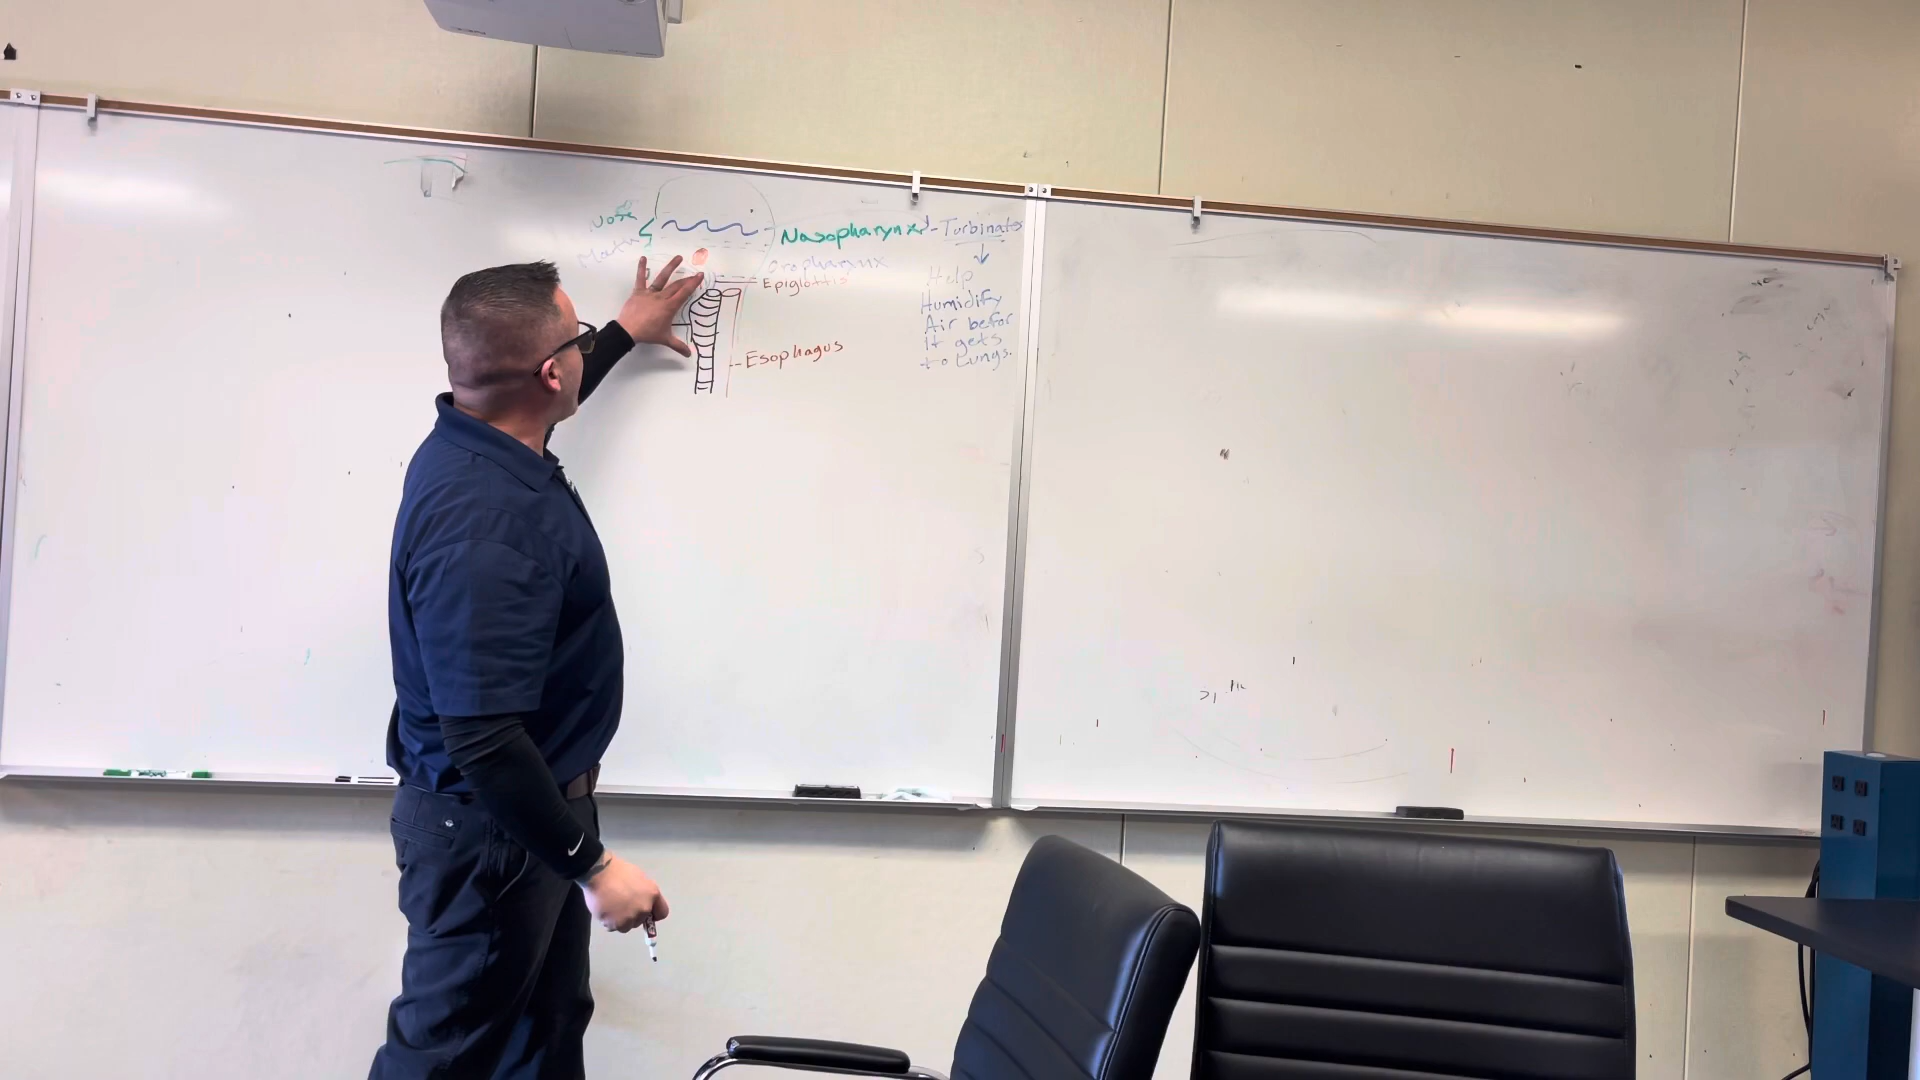 Nose
Nasopharynx - Turbinates
Mouth
Oropharynx
Epiglottis
Esophagus
Help
Humidify
Air befor
it gets
to Lungs.